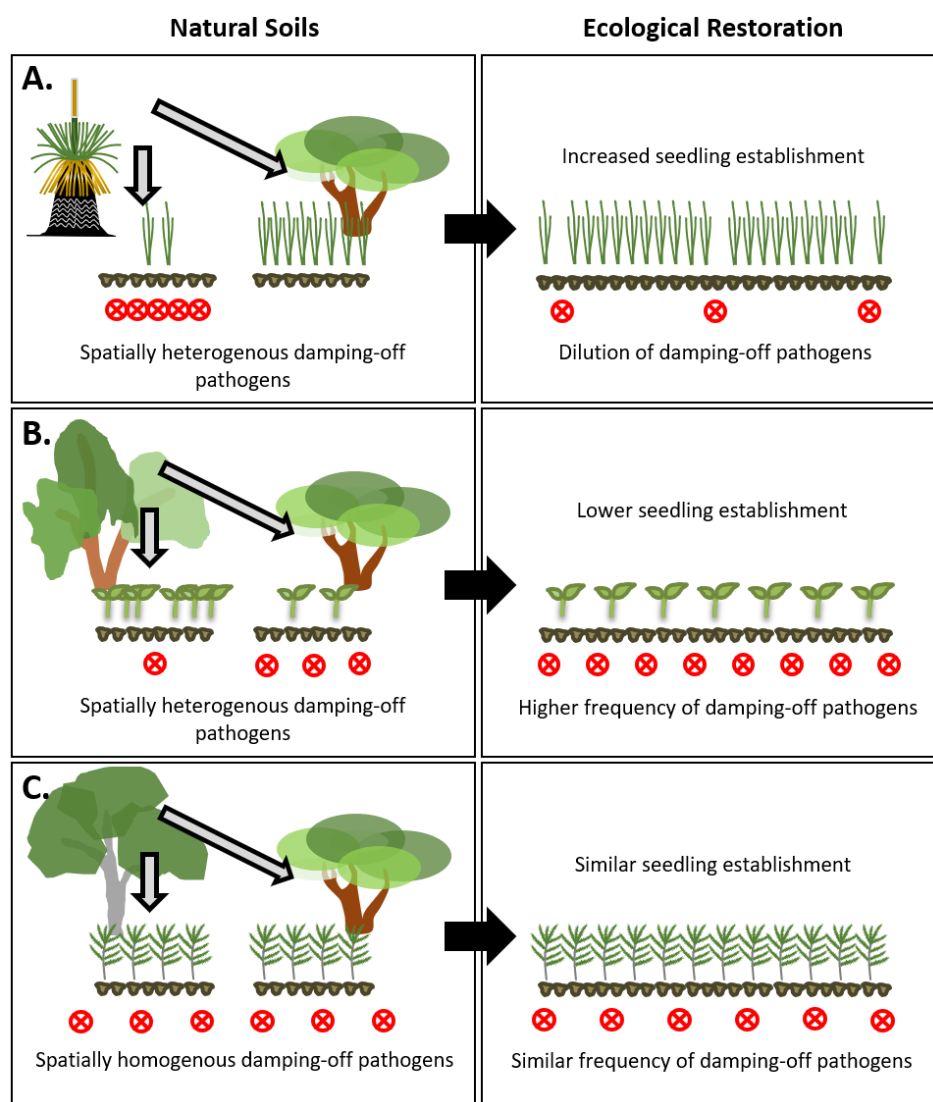 Natural Soils
Ecological Restoration
A.
Increased seedling establishment
Spatially heterogenous damping-off
pathogens
Dilution of damping-off pathogens
B.
Lower seedling establishment
Spatially heterogenous damping-off
pathogens
Higher frequency of damping-off pathogens
C.
Similar seedling establishment
Spatially homogenous damping-off pathogens
Similar frequency of damping-off pathogens